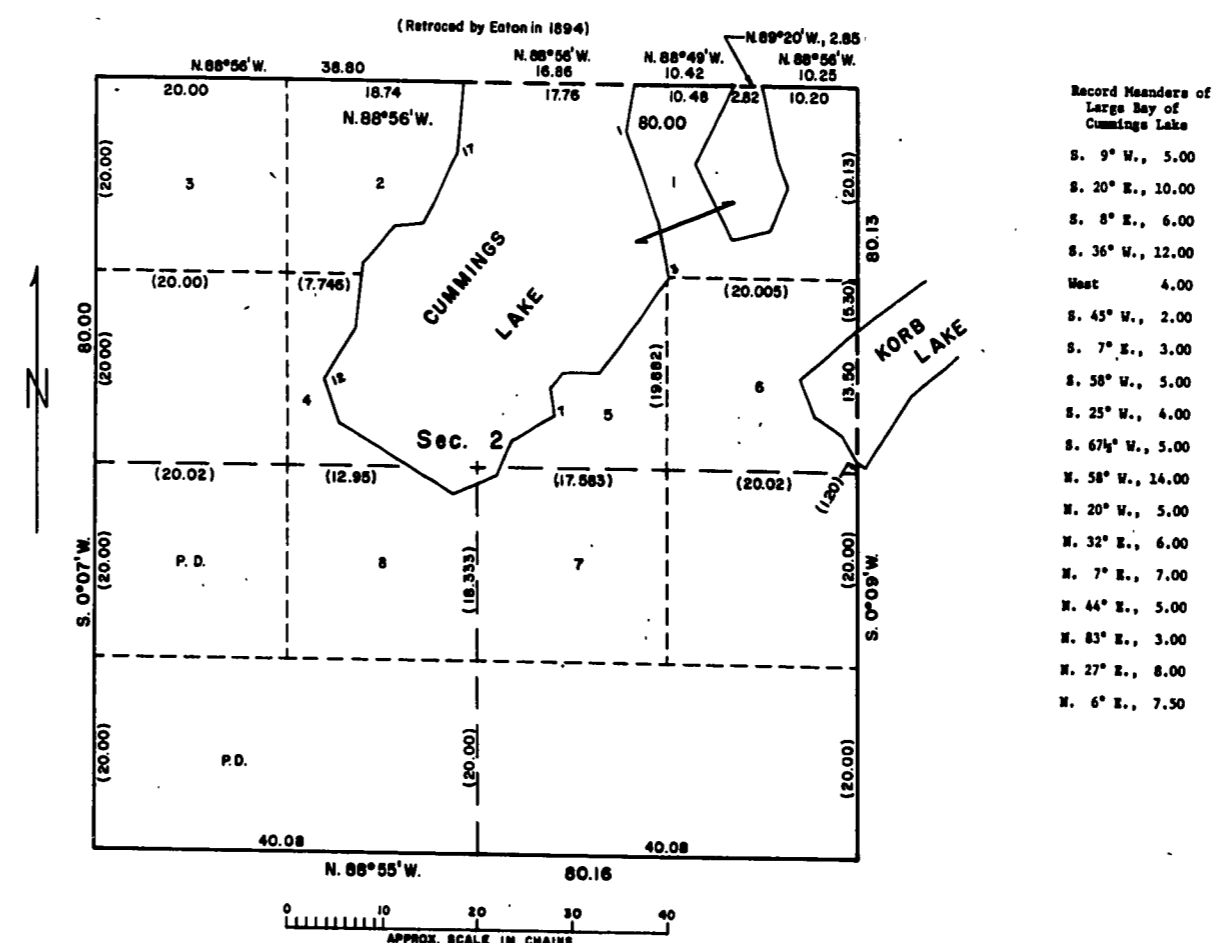 (Retraced by Eaton in 1894)
N.89°20'W., 2.85
N.88°56'W. 38.80
N.88°56'W.
16.86
N.88°49'W.
10.42
N.88°56'W.
10.25
20.00 18.74 17.76 10.48 2.82 10.20
N.88°56'W.
80.00
1
17
(20.00)
3
2
1
(20.13)
80.13
CUMMINGS
LAKE
3
(20.00)
(7.746)
(20.005)
(5.30)
KORB
LAKE
80.00
(20.00)
N
12
4
(19.882)
6
13.50
7
5
Sec. 2
(20.02)
(12.95)
(17.583)
(20.02)
(1.20)
S. 0°07'W.
(20.00)
P.D.
8
(18.333)
7
(20.00)
S. 0°09'W.
(20.00)
P.D.
(20.00)
(20.00)
40.08
40.08
N. 88°55'W. 80.16
0 10 20 30 40
APPROX. SCALE IN CHAINS
Record Meanders of
Large Bay of
Cummings Lake
S. 9° W., 5.00
S. 20° E., 10.00
S. 8° E., 6.00
S. 36° W., 12.00
West 4.00
S. 45° W., 2.00
S. 7° E., 3.00
S. 58° W., 5.00
S. 25° W., 4.00
S. 67½° W., 5.00
N. 58° W., 14.00
N. 20° W., 5.00
N. 32° E., 6.00
N. 7° E., 7.00
N. 44° E., 5.00
N. 83° E., 3.00
N. 27° E., 8.00
N. 6° E., 7.50